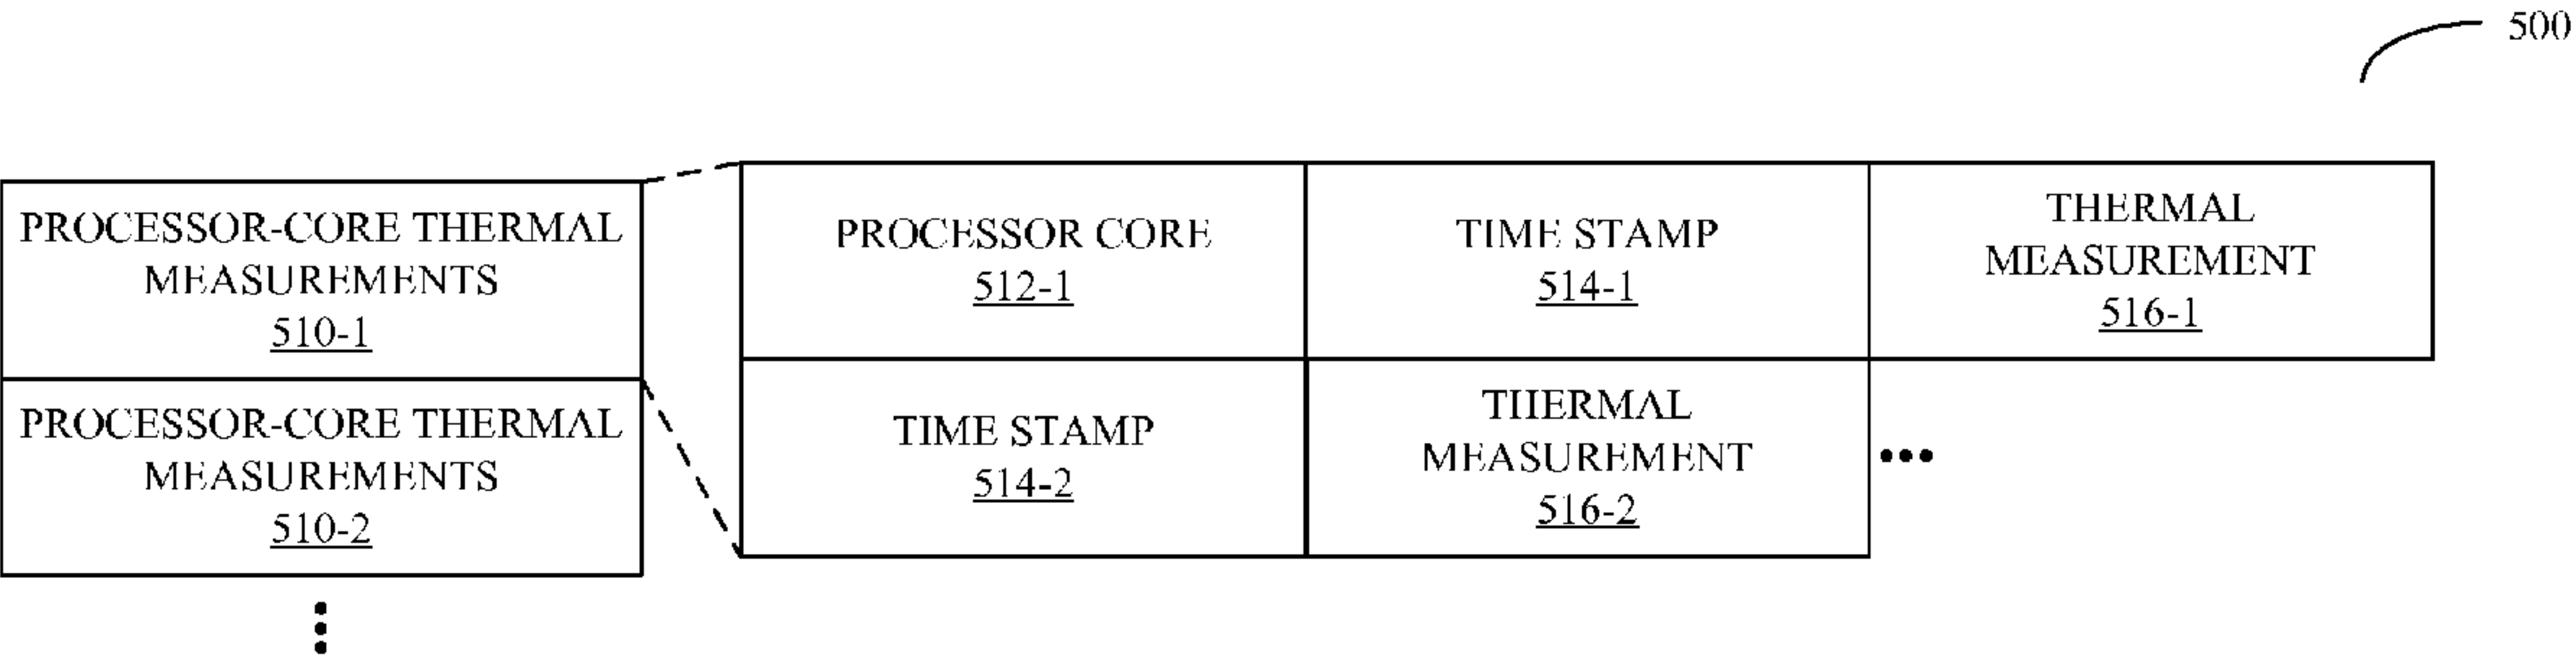 500
PROCESSOR-CORE THERMAL
MEASUREMENTS
510-1
PROCESSOR-CORE THERMAL
MEASUREMENTS
510-2
PROCESSOR CORE
512-1
TIME STAMP
514-1
THERMAL
MEASUREMENT
516-1
TIME STAMP
514-2
THERMAL
MEASUREMENT
516-2